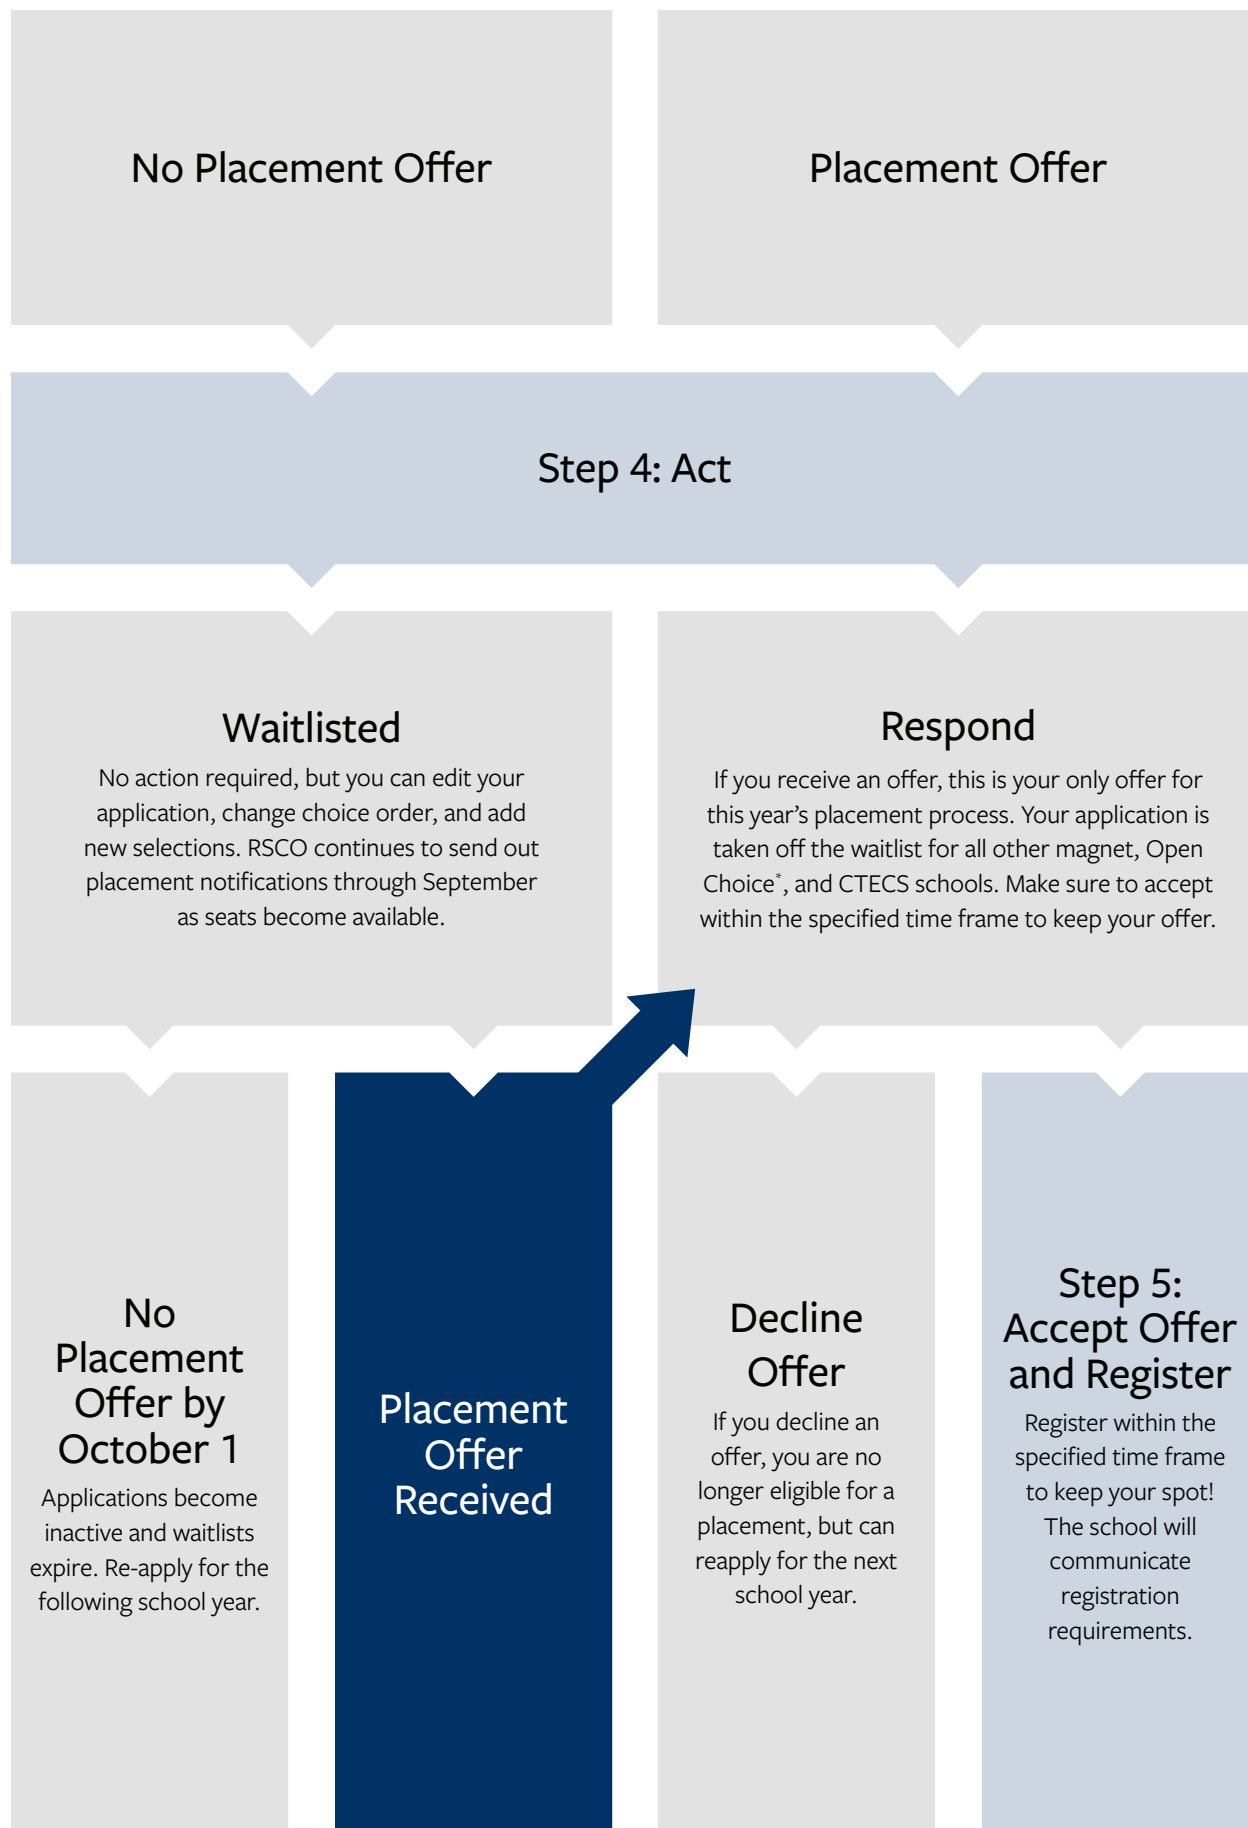 No Placement Offer
Placement Offer
Step 4: Act
Waitlisted
No action required, but you can edit your
application, change choice order, and add
new selections. RSCO continues to send out
placement notifications through September
as seats become available.
Respond
If you receive an offer, this is your only offer for
this year's placement process. Your application is
taken off the waitlist for all other magnet, Open
Choice*, and CTECS schools. Make sure to accept
within the specified time frame to keep your offer.
No
Placement
Offer by
October 1
Applications become
inactive and waitlists
expire. Re-apply for the
following school year.
Placement
Offer
Received
Decline
Offer
If you decline an
offer, you are no
longer eligible for a
placement, but can
reapply for the next
school year.
Step 5:
Accept Offer
and Register
Register within the
specified time frame
to keep your spot!
The school will
communicate
registration
requirements.